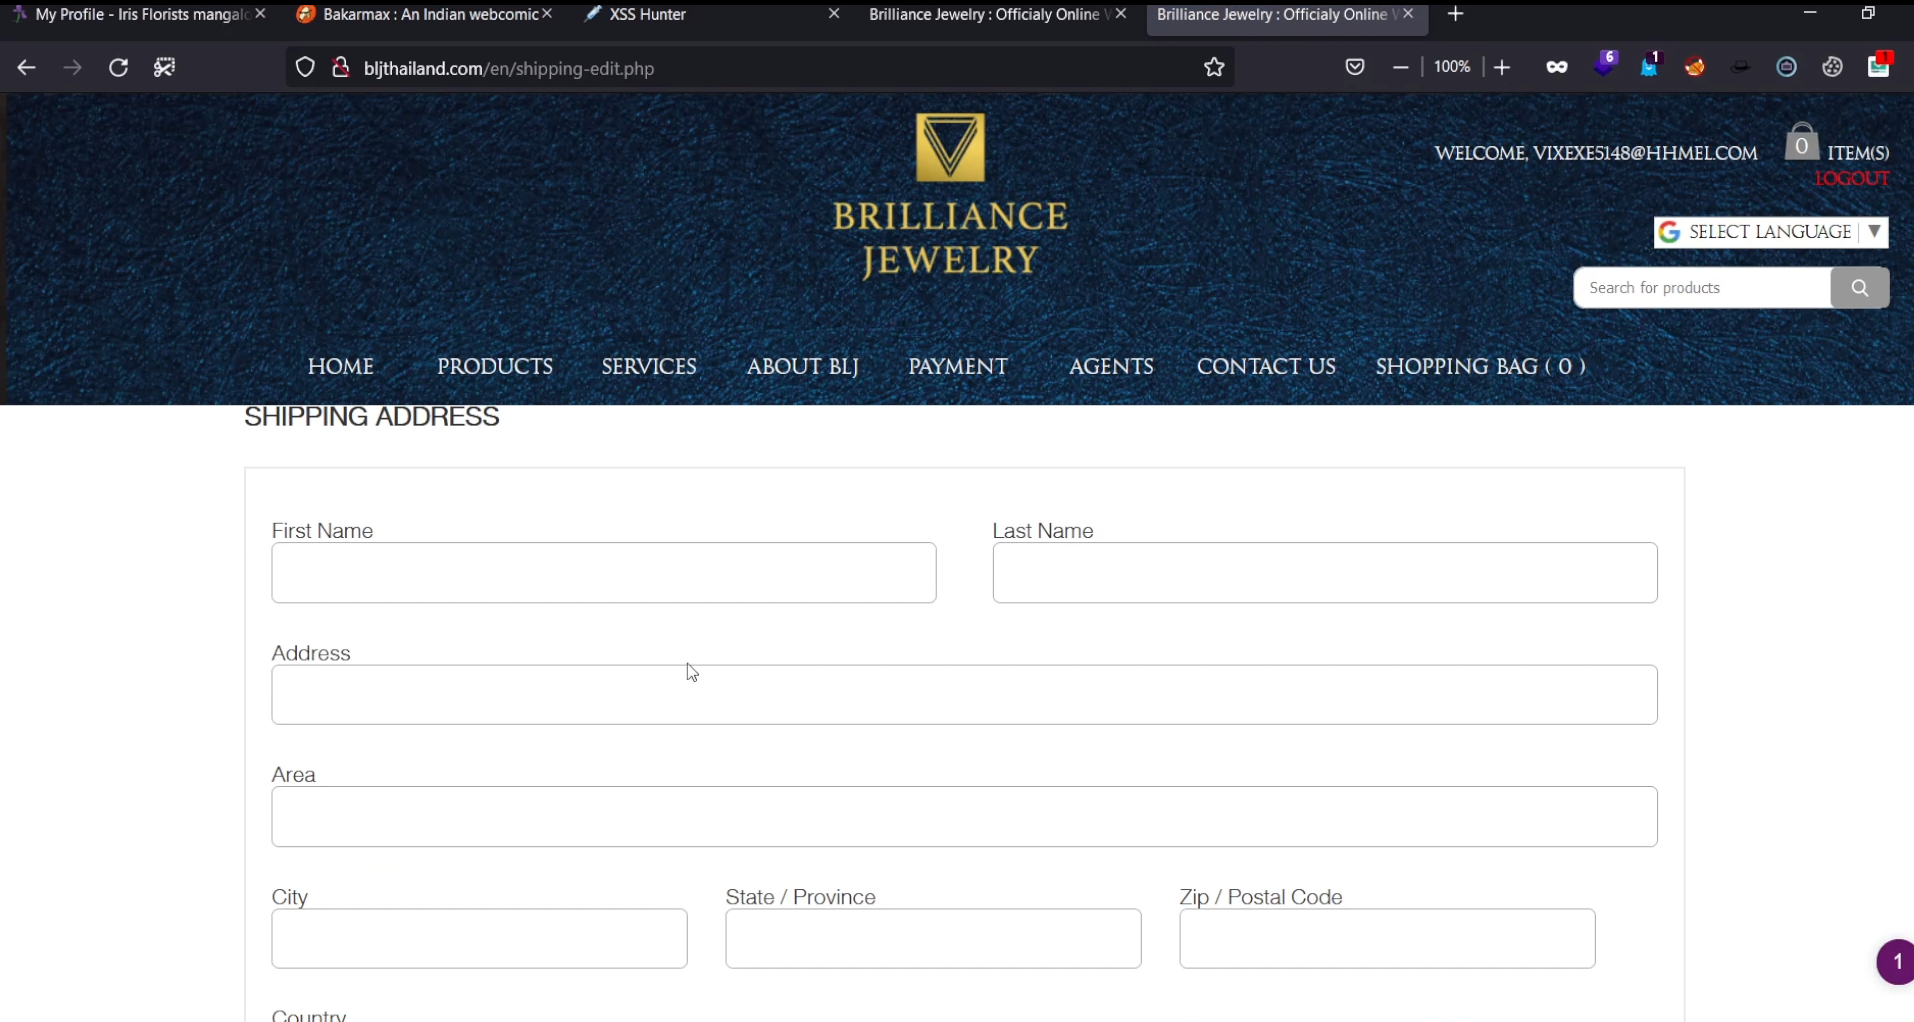 My Profile - Iris Florists mangalo
Bakarmax : An Indian webcomic
XSS Hunter
Brilliance Jewelry : Officialy Online W
Brilliance Jewelry : Officialy Online W
bljthailand.com/en/shipping-edit.php
100%
6
1
1
BRILLIANCE
JEWELRY
WELCOME, VIXEXE5148@HHMEL.COM
0
ITEM(S)
LOGOUT
G SELECT LANGUAGE ▼
Search for products
HOME
PRODUCTS
SERVICES
ABOUT BLJ
PAYMENT
AGENTS
CONTACT US
SHOPPING BAG ( 0 )
SHIPPING ADDRESS
First Name
Last Name
Address
Area
City
State / Province
Zip / Postal Code
Country
1